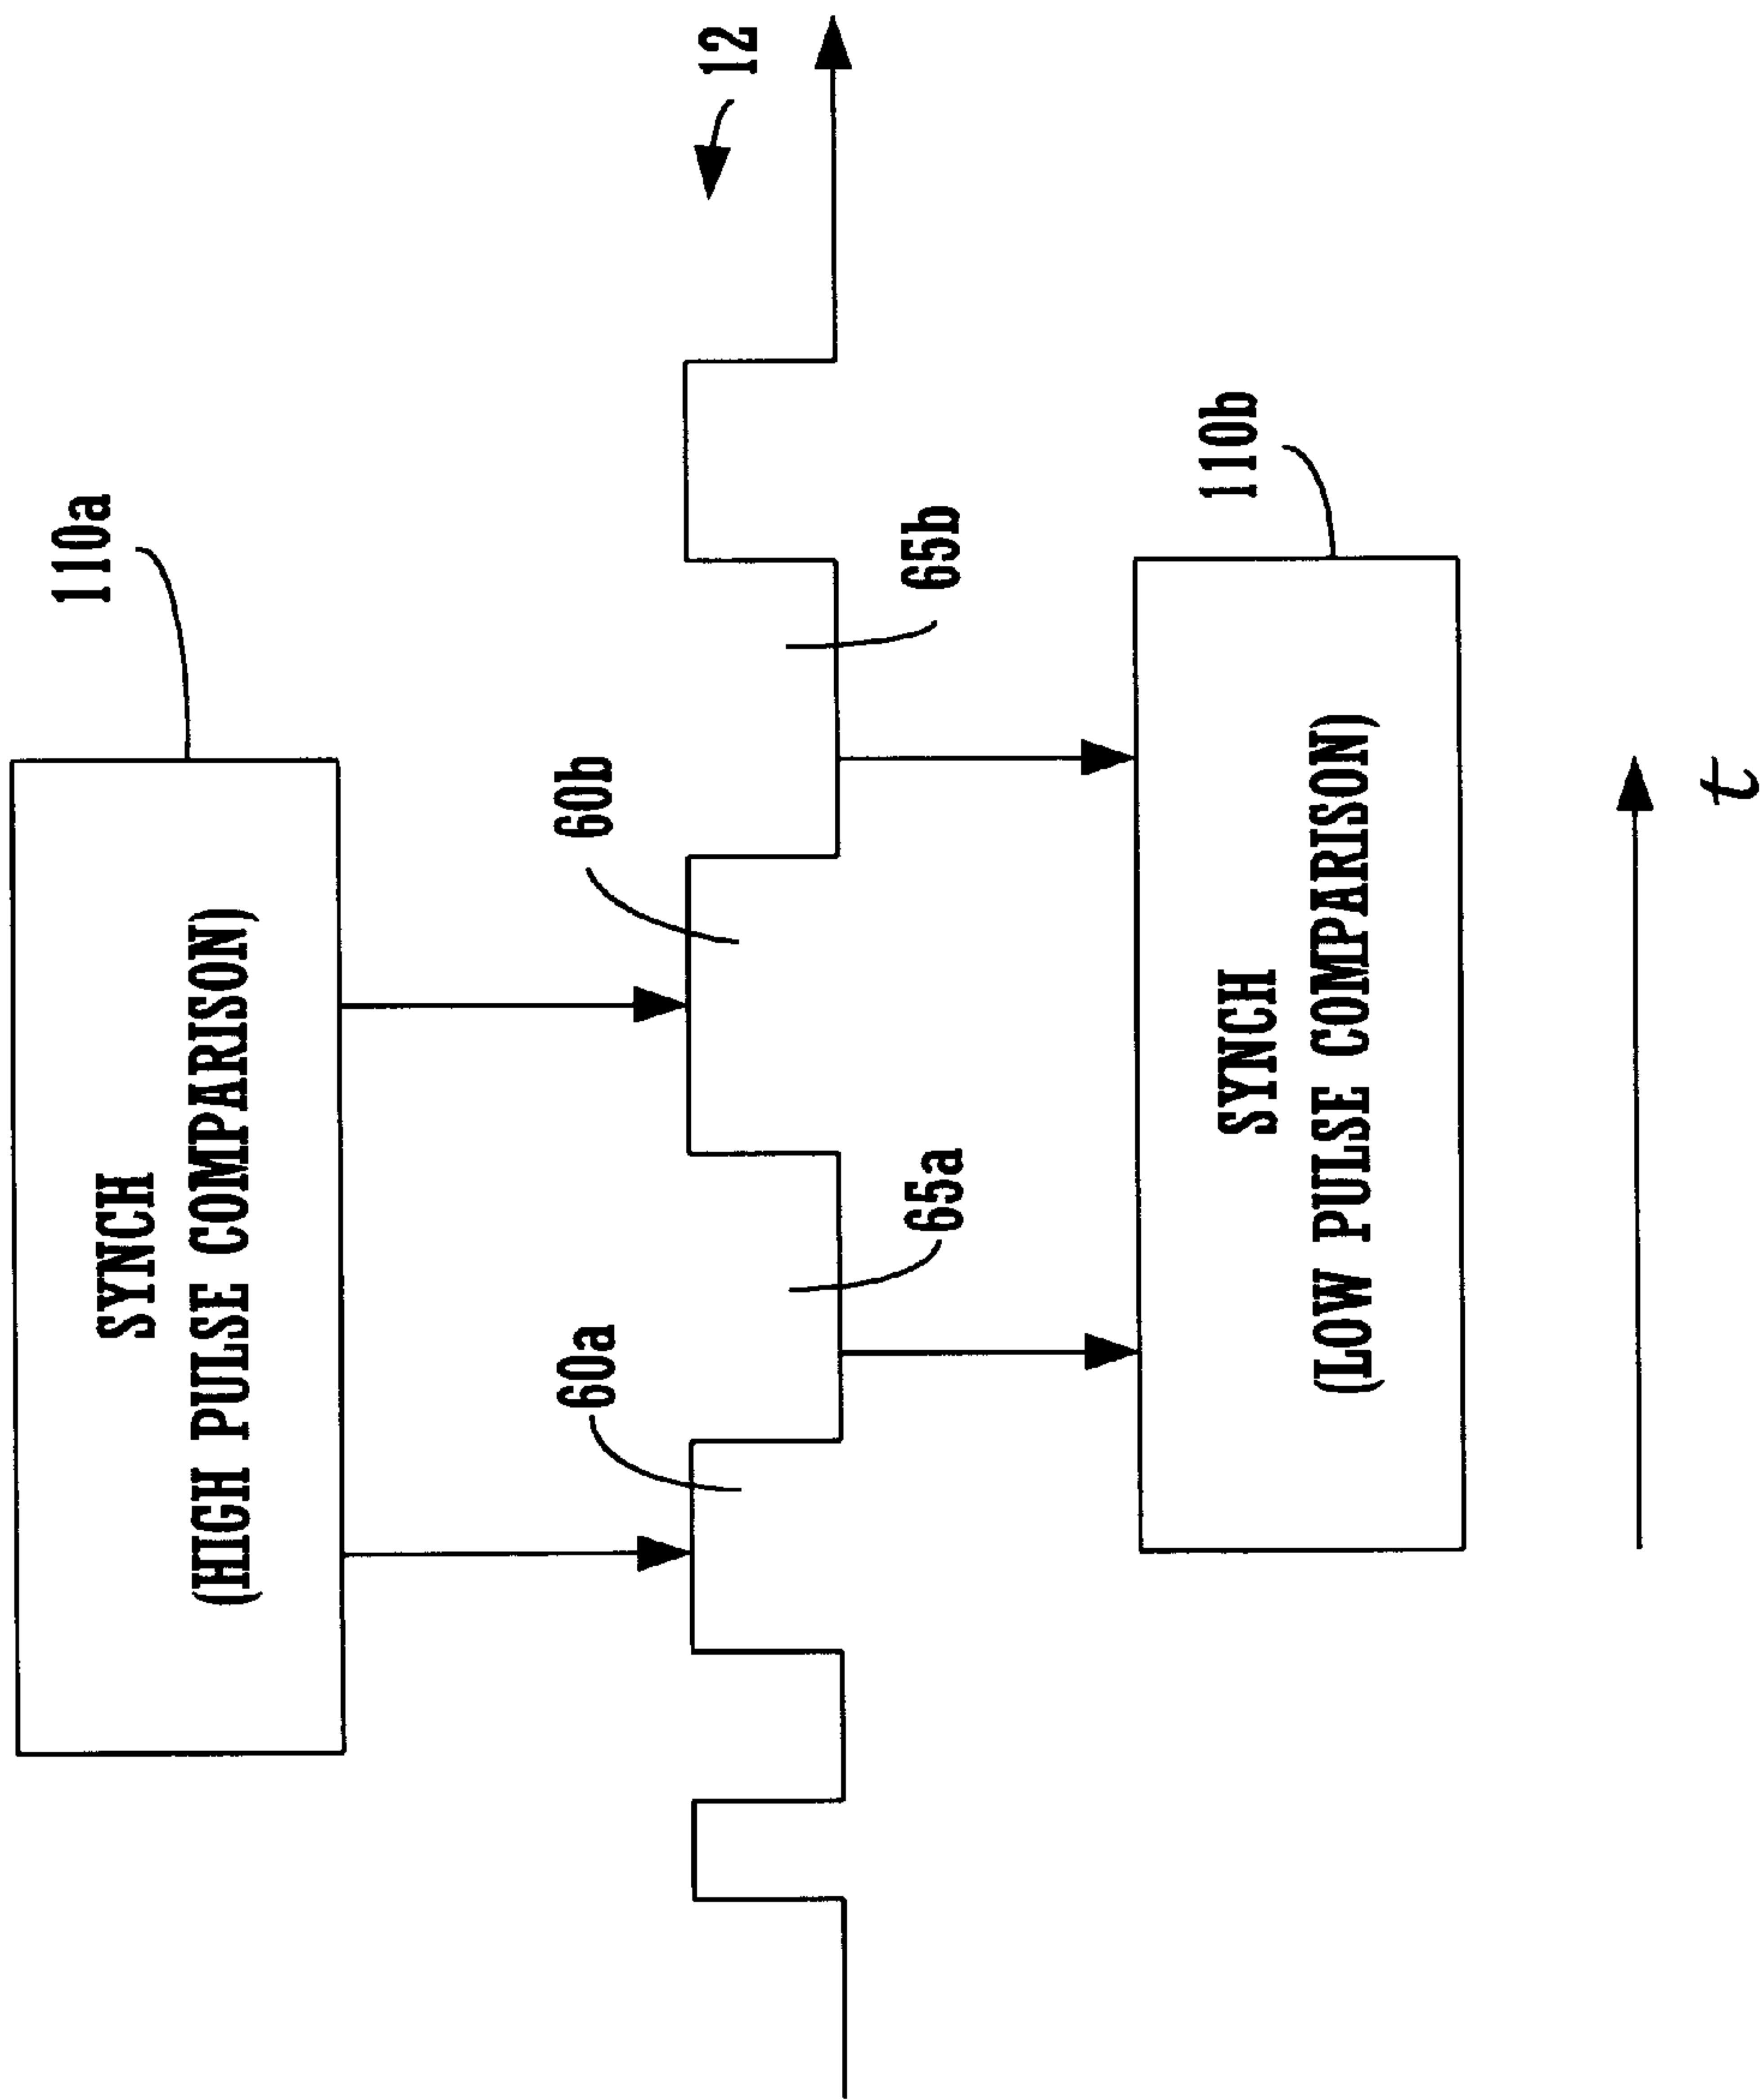 110a
SYNCH
(HIGH PULSE COMPARISON)
60a
60b
12
65a
65b
110b
SYNCH
(LOW PULSE COMPARISON)
t